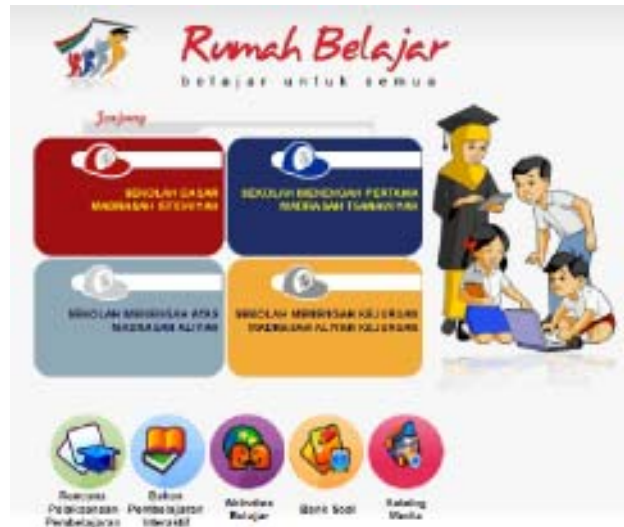 Rumah Belajar
belajar untuk semua
Jenjang
SEKOLAH DASAR
MADRASAH IBTIDAIYAH
SEKOLAH MENENGAH PERTAMA
MADRASAH TSANAWIYAH
SEKOLAH MENENGAH ATAS
MADRASAH ALIYAH
SEKOLAH MENENGAH KEJURUAN
MADRASAH ALIYAH KEJURUAN
Rencana
Pelaksanaan
Pembelajaran
Bahan
Pembelajaran
Interaktif
Aktivitas
Belajar
Bank Soal
Katalog
Media